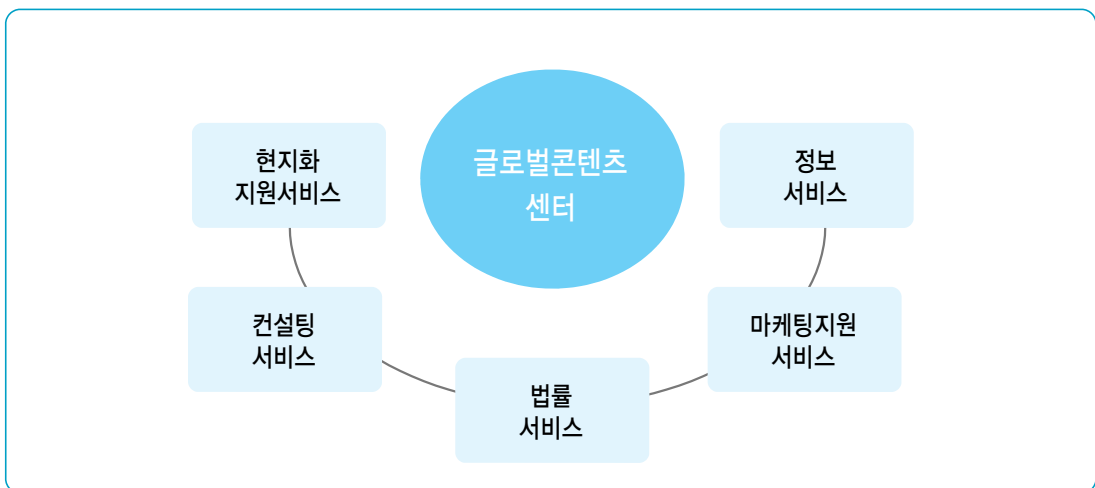 글로벌콘텐츠
센터
현지화
지원서비스
정보
서비스
컨설팅
서비스
마케팅지원
서비스
법률
서비스